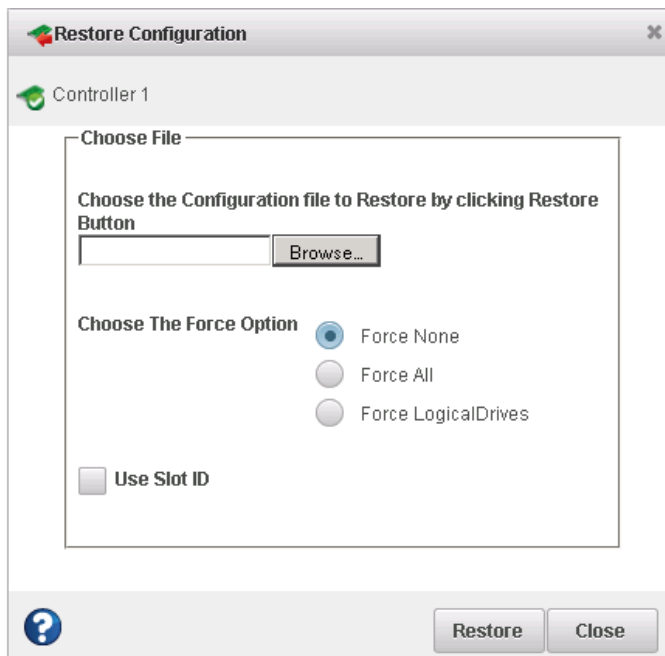 Restore Configuration
Controller 1
Choose File
Choose the Configuration file to Restore by clicking Restore
Button
Browse...
Choose The Force Option
Force None
Force All
Force LogicalDrives
Use Slot ID
?
Restore
Close